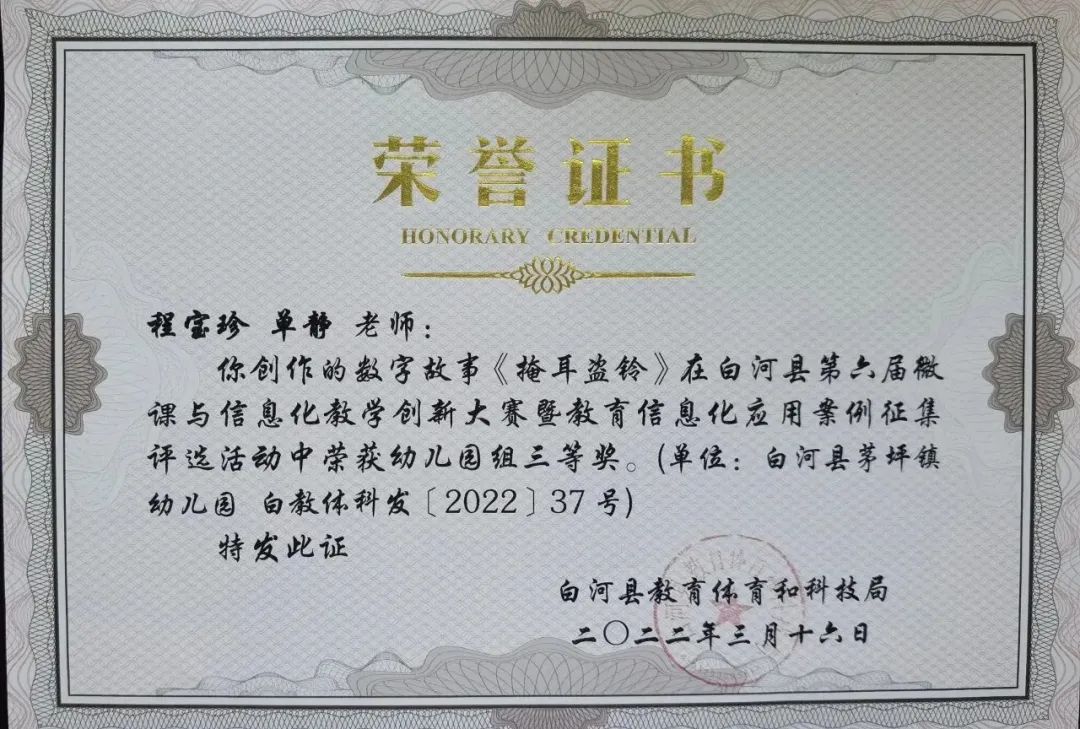 荣誉证书
HONORARY CREDENTIAL
程宝珍 单静 老师：
你创作的数字故事《掩耳盗铃》在白河县第六届微
课与信息化教学创新大赛暨教育信息化应用案例征集
评选活动中荣获幼儿园组三等奖。(单位：白河县茅坪镇
幼儿园 白教体科发〔2022〕37号)
特发此证
白河县教育体育和科技局
二〇二二年三月十六日